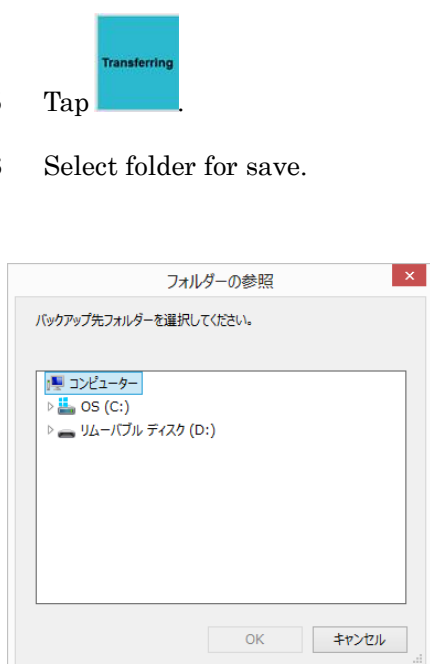 Transferring
Tap .
Select folder for save.
フォルダーの参照
バックアップ先フォルダーを選択してください。
コンピューター
OS (C:)
リムーバブル ディスク (D:)
OK キャンセル